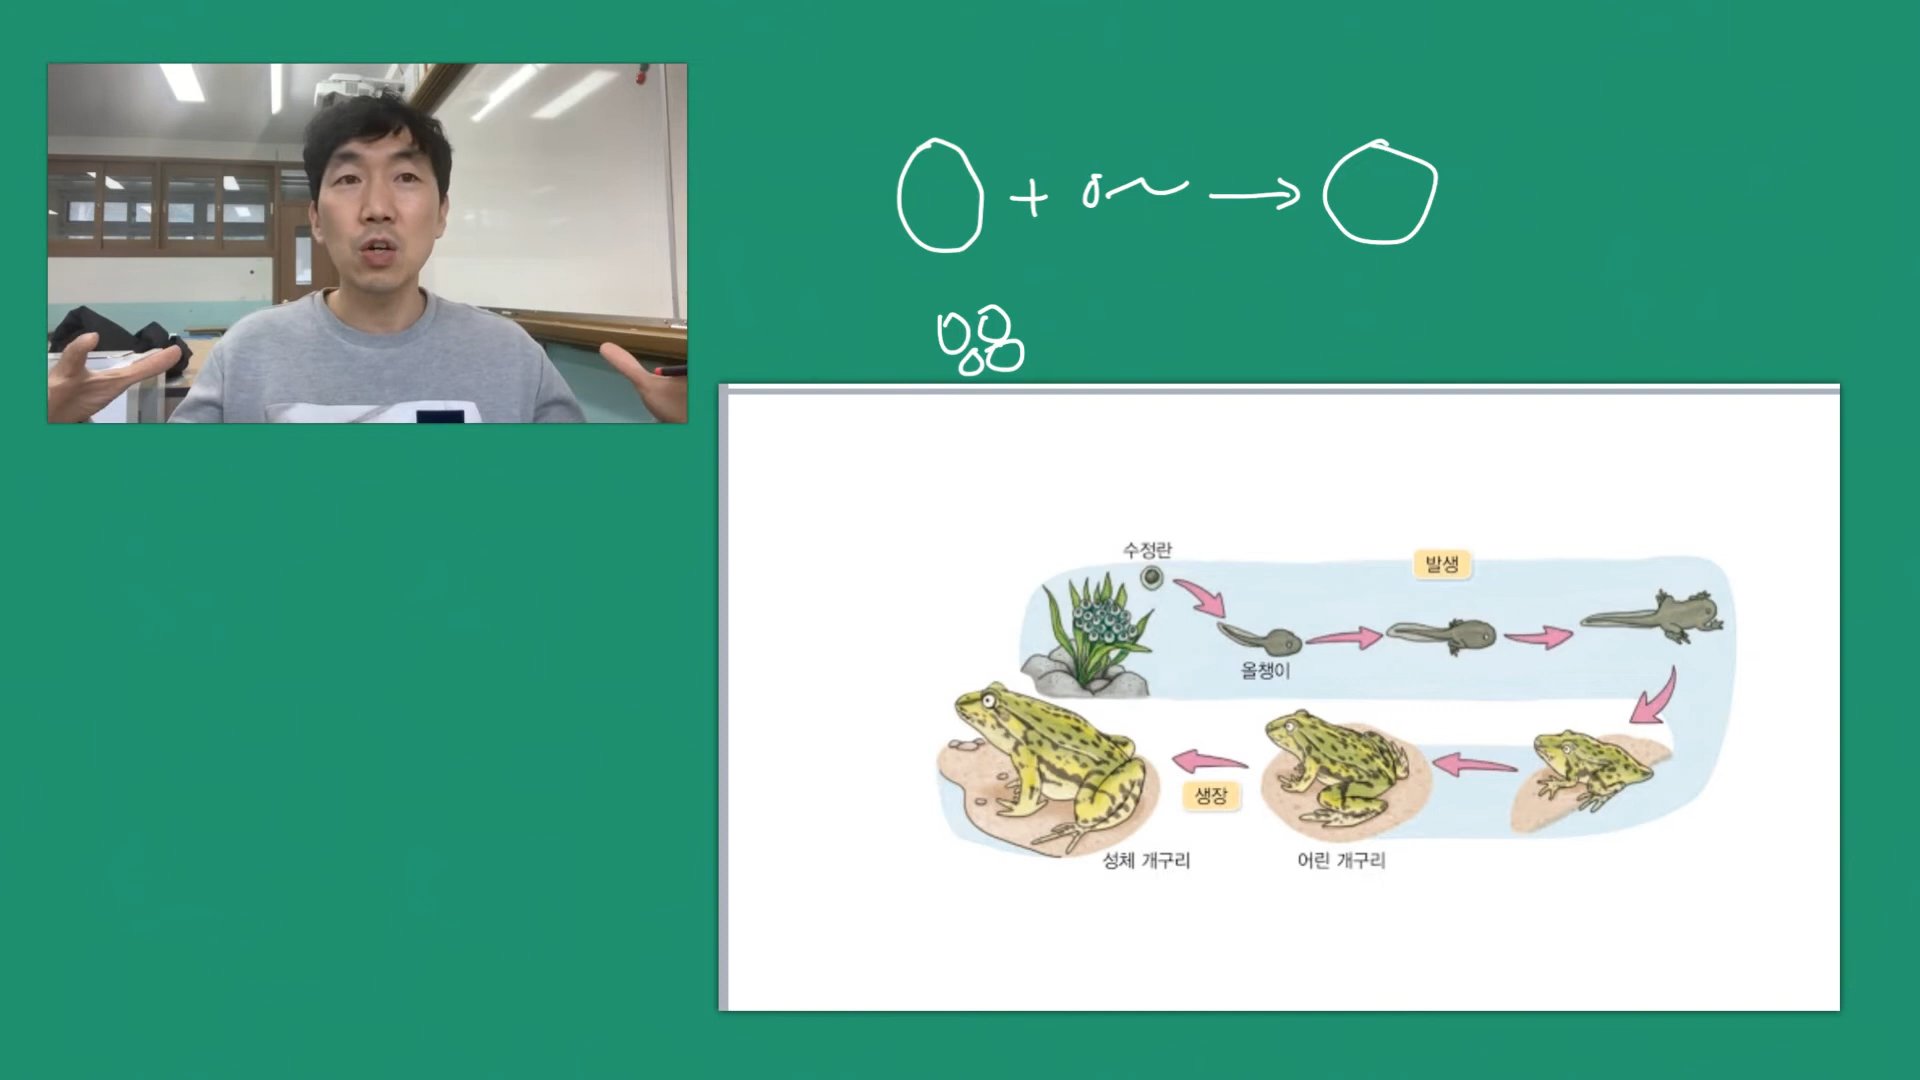 수정란
발생
올챙이
생장
성체 개구리
어린 개구리